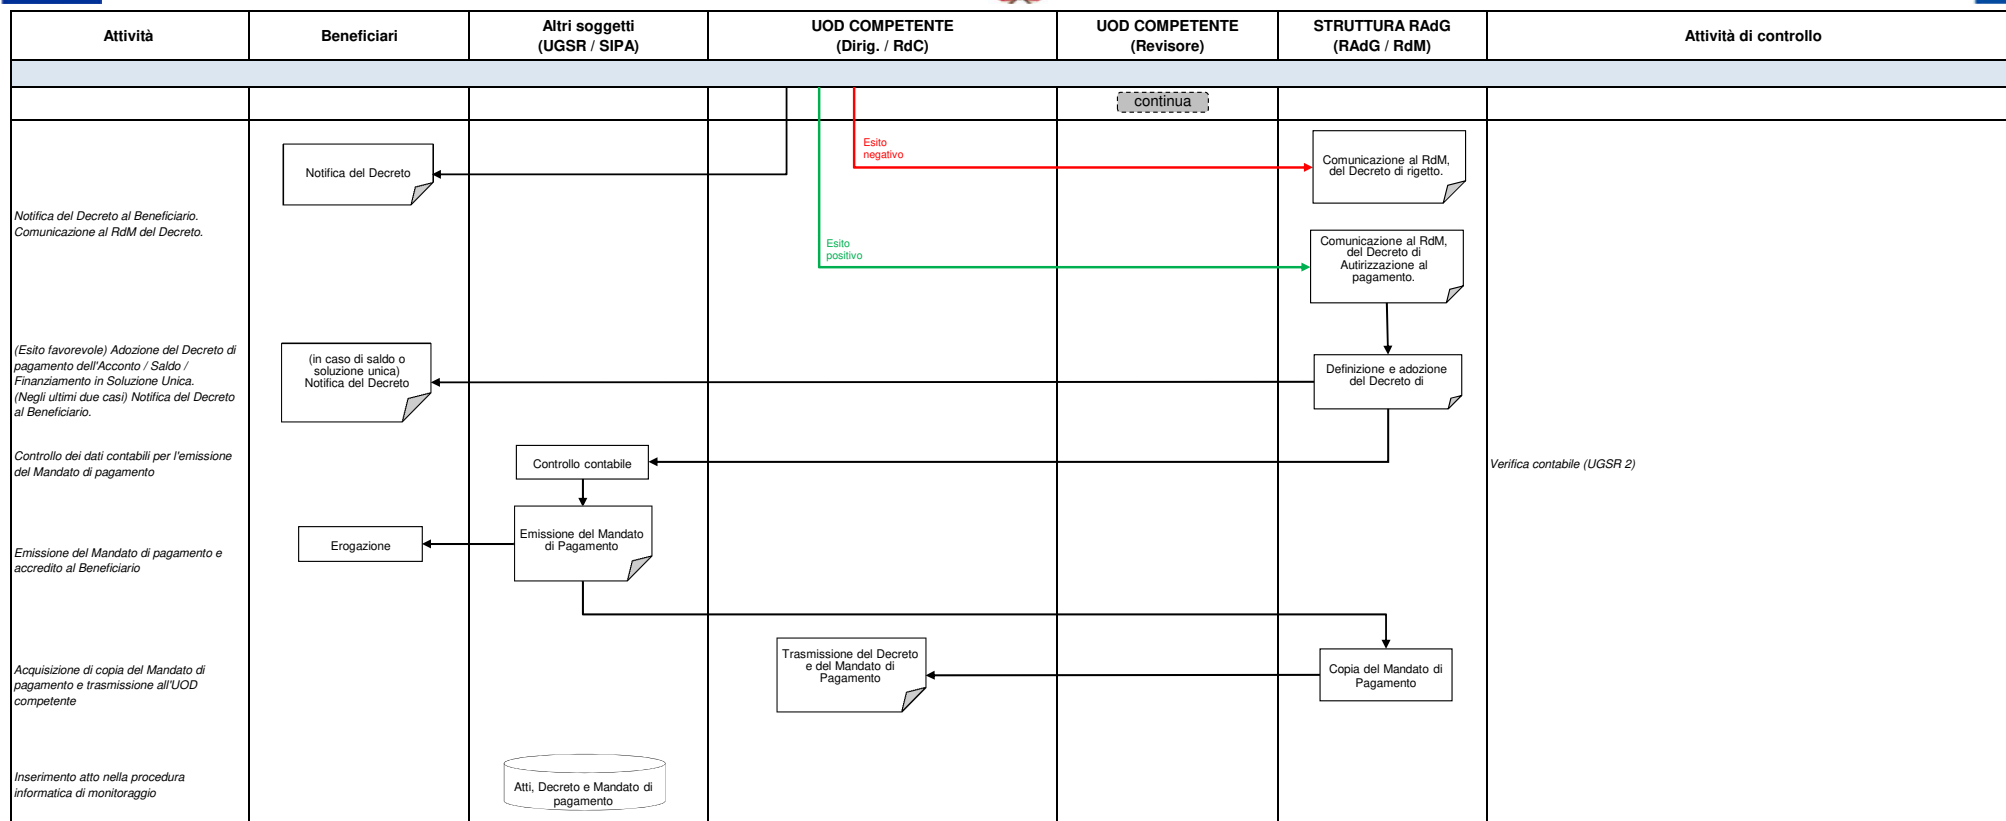 Attività
Beneficiari
Altri soggetti
(UGSR / SIPA)
UOD COMPETENTE
(Dirig. / RdC)
UOD COMPETENTE
(Revisore)
STRUTTURA RAdG
(RAdG / RdM)
Attività di controllo
continua
Notifica del Decreto al Beneficiario.
Comunicazione al RdM del Decreto.
Notifica del Decreto
Esito
negativo
Comunicazione al RdM,
del Decreto di rigetto.
Esito
positivo
Comunicazione al RdM,
del Decreto di
Autirizzazione al
pagamento.
(Esito favorevole) Adozione del Decreto di
pagamento dell'Acconto / Saldo /
Finanziamento in Soluzione Unica.
(Negli ultimi due casi) Notifica del Decreto
al Beneficiario.
(in caso di saldo o
soluzione unica)
Notifica del Decreto
Definizione e adozione
del Decreto di
Controllo dei dati contabili per l'emissione
del Mandato di pagamento
Controllo contabile
Verifica contabile (UGSR 2)
Emissione del Mandato di pagamento e
accredito al Beneficiario
Erogazione
Emissione del Mandato
di Pagamento
Acquisizione di copia del Mandato di
pagamento e trasmissione all'UOD
competente
Trasmissione del Decreto
e del Mandato di
Pagamento
Copia del Mandato di
Pagamento
Inserimento atto nella procedura
informatica di monitoraggio
Atti, Decreto e Mandato di
pagamento